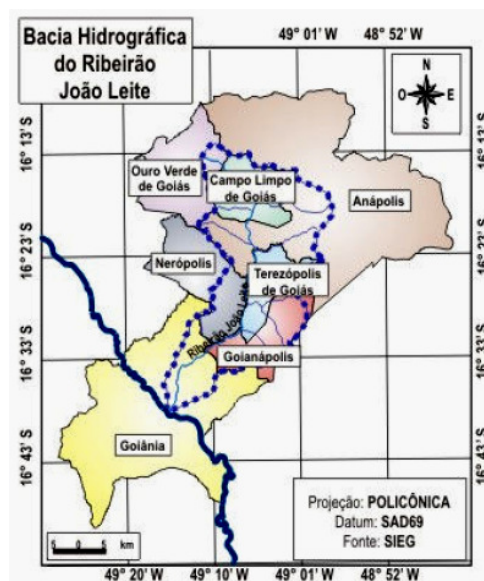 Bacia Hidrográfica
do Ribeirão
João Leite
49° 01' W
48° 52' W
N
O
E
S
16° 13' S
16° 13' S
Ouro Verde
de Goiás
Campo Limpo
de Goiás
Anápolis
16° 23' S
16° 23' S
Nerópolis
Terezópolis
de Goiás
Ribeirão João Leite
16° 33' S
16° 33' S
Goianápolis
Goiânia
16° 43' S
16° 43' S
Projeção: POLICÔNICA
Datum: SAD69
Fonte: SIEG
5 0 5
km
49° 20' W
49° 10' W
49° 01' W
48° 52' W